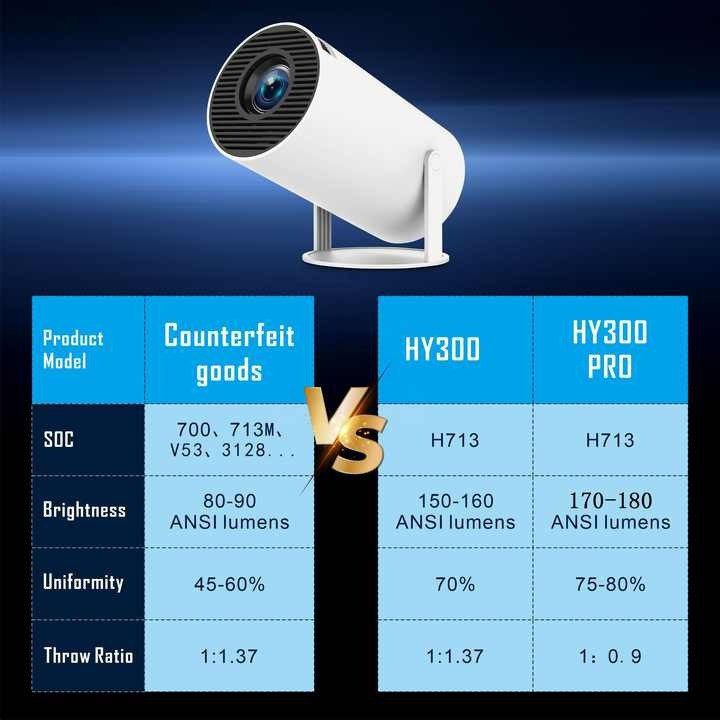 Product
Model
Counterfeit
goods
HY300
HY300
PRO
VS
SOC
700、713M、
V53、3128...
H713
H713
Brightness
80-90
ANSI lumens
150-160
ANSI lumens
170-180
ANSI lumens
Uniformity
45-60%
70%
75-80%
Throw Ratio
1:1.37
1:1.37
1: 0.9